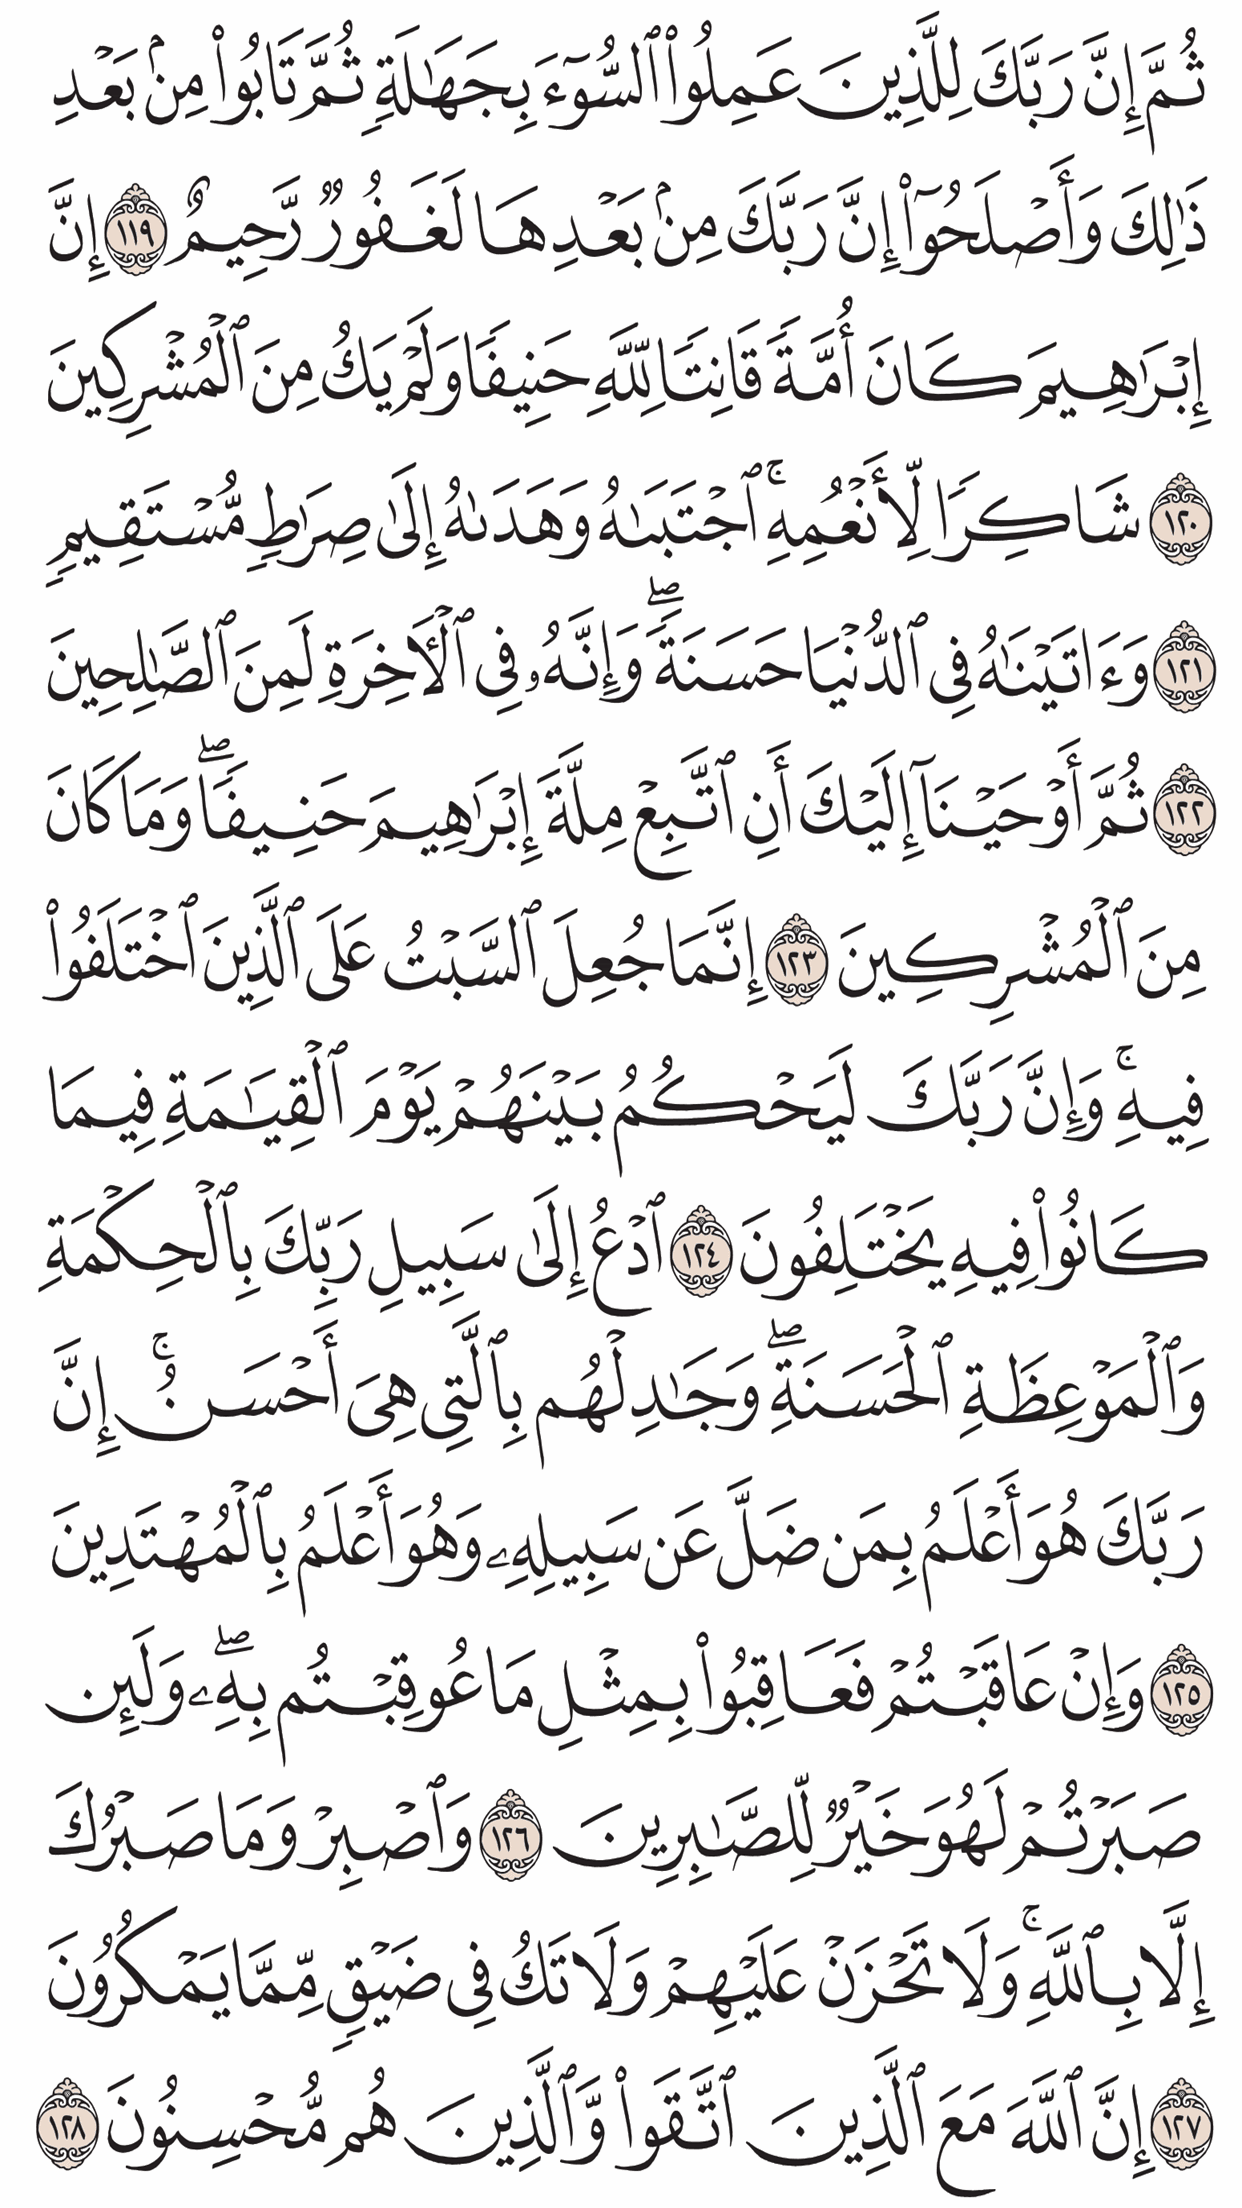 ثُمَّ إِنَّ رَبَّكَ لِلَّذِينَ عَمِلُوا۟ ٱلسُّوٓءَ بِجَهَـٰلَةٍ ثُمَّ تَابُوا۟ مِنۢ بَعْدِ
ذَٰلِكَ وَأَصْلَحُوٓا۟ إِنَّ رَبَّكَ مِنۢ بَعْدِهَا لَغَفُورٌ رَّحِيمٌ ١١٩ إِنَّ
إِبْرَٰهِيمَ كَانَ أُمَّةً قَانِتًا لِّلَّهِ حَنِيفًا وَلَمْ يَكُ مِنَ ٱلْمُشْرِكِينَ
١٢٠ شَاكِرًا لِّأَنْعُمِهِ ۚ ٱجْتَبَىٰهُ وَهَدَىٰهُ إِلَىٰ صِرَٰطٍ مُّسْتَقِيمٍ
١٢١ وَءَاتَيْنَـٰهُ فِى ٱلدُّنْيَا حَسَنَةً ۖ وَإِنَّهُۥ فِى ٱلْـَٔاخِرَةِ لَمِنَ ٱلصَّـٰلِحِينَ
١٢٢ ثُمَّ أَوْحَيْنَآ إِلَيْكَ أَنِ ٱتَّبِعْ مِلَّةَ إِبْرَٰهِيمَ حَنِيفًا ۖ وَمَا كَانَ
مِنَ ٱلْمُشْرِكِينَ ١٢٣ إِنَّمَا جُعِلَ ٱلسَّبْتُ عَلَى ٱلَّذِينَ ٱخْتَلَفُوا۟
فِيهِ ۚ وَإِنَّ رَبَّكَ لَيَحْكُمُ بَيْنَهُمْ يَوْمَ ٱلْقِيَـٰمَةِ فِيمَا
كَانُوا۟ فِيهِ يَخْتَلِفُونَ ١٢٤ ٱدْعُ إِلَىٰ سَبِيلِ رَبِّكَ بِٱلْحِكْمَةِ
وَٱلْمَوْعِظَةِ ٱلْحَسَنَةِ ۖ وَجَـٰدِلْهُم بِٱلَّتِى هِىَ أَحْسَنُ ۚ إِنَّ
رَبَّكَ هُوَ أَعْلَمُ بِمَن ضَلَّ عَن سَبِيلِهِۦ وَهُوَ أَعْلَمُ بِٱلْمُهْتَدِينَ
١٢٥ وَإِنْ عَاقَبْتُمْ فَعَاقِبُوا۟ بِمِثْلِ مَا عُوقِبْتُم بِهِۦ ۖ وَلَئِن
صَبَرْتُمْ لَهُوَ خَيْرٌ لِّلصَّـٰبِرِينَ ١٢٦ وَٱصْبِرْ وَمَا صَبْرُكَ
إِلَّا بِٱللَّهِ ۚ وَلَا تَحْزَنْ عَلَيْهِمْ وَلَا تَكُ فِى ضَيْقٍ مِّمَّا يَمْكُرُونَ
١٢٧ إِنَّ ٱللَّهَ مَعَ ٱلَّذِينَ ٱتَّقَوا۟ وَّٱلَّذِينَ هُم مُّحْسِنُونَ ١٢٨